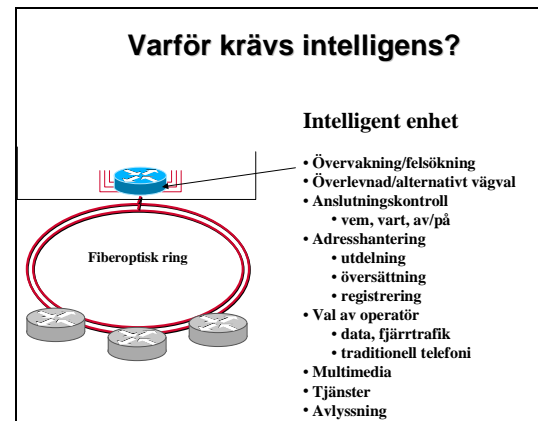 Varför krävs intelligens?
Intelligent enhet
• Övervakning/felsökning
• Överlevnad/alternativt vägval
• Anslutningskontroll
• vem, vart, av/på
• Adresshantering
• utdelning
• översättning
• registrering
• Val av operatör
• data, fjärrtrafik
• traditionell telefoni
• Multimedia
• Tjänster
• Avlyssning
Fiberoptisk ring